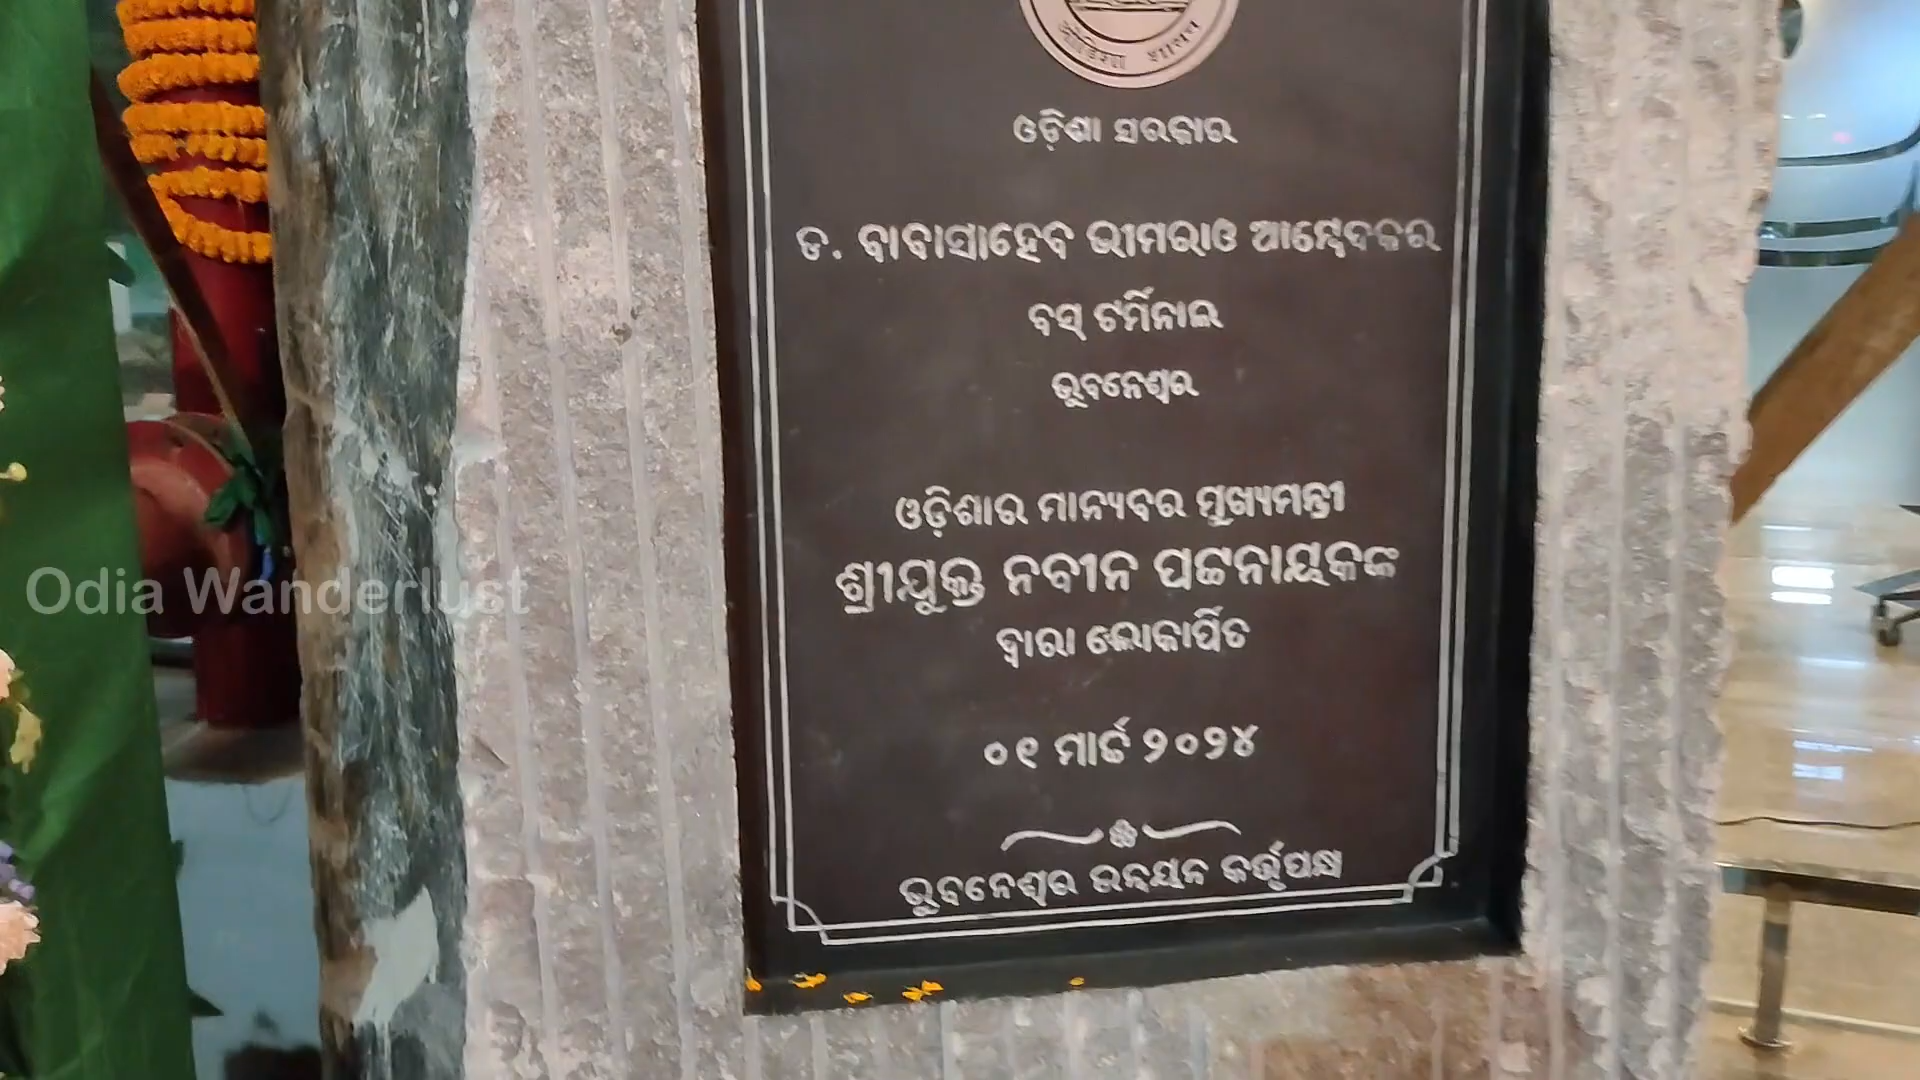 ଓଡ଼ିଶା ସରକାର
ଡ. ବାବାସାହେବ ଭୀମରାଓ ଆମ୍ବେଦକର
ବସ୍ ଟର୍ମିନାଲ
ଭୁବନେଶ୍ୱର
ଓଡ଼ିଶାର ମାନ୍ୟବର ମୁଖ୍ୟମନ୍ତ୍ରୀ
ଶ୍ରୀଯୁକ୍ତ ନବୀନ ପଟ୍ଟନାୟକଙ୍କ
ଦ୍ୱାରା ଲୋକାର୍ପିତ
୦୧ ମାର୍ଚ୍ଚ ୨୦୨୪
ଭୁବନେଶ୍ୱର ଉନ୍ନୟନ କର୍ତ୍ତୃପକ୍ଷ
Odia Wanderlust